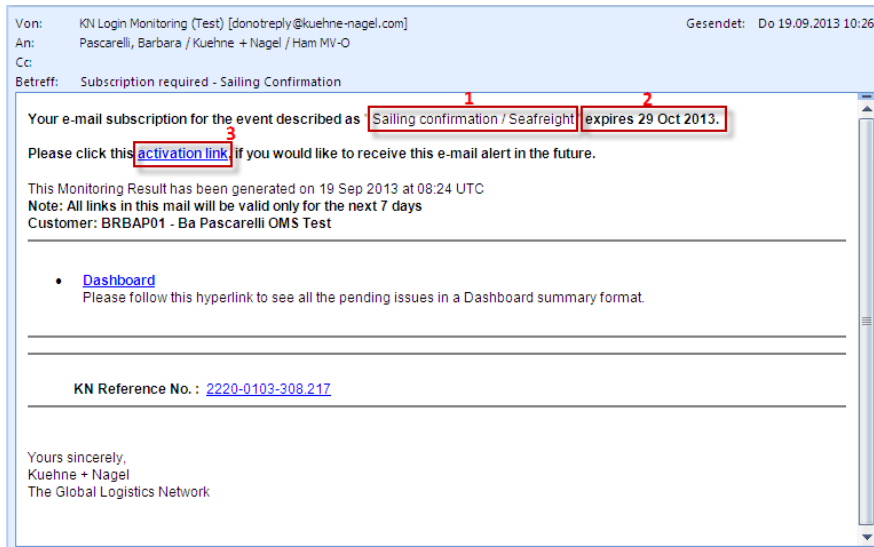 Von: KN Login Monitoring (Test) [donotreply@kuehne-nagel.com] Gesendet: Do 19.09.2013 10:26
An: Pascarelli, Barbara / Kuehne + Nagel / Ham MV-O
Cc:
Betreff: Subscription required - Sailing Confirmation
1 2
Your e-mail subscription for the event described as "Sailing confirmation / Seafreight" expires 29 Oct 2013.
3
Please click this activation link, if you would like to receive this e-mail alert in the future.
This Monitoring Result has been generated on 19 Sep 2013 at 08:24 UTC
Note: All links in this mail will be valid only for the next 7 days
Customer: BRBAP01 - Ba Pascarelli OMS Test
• Dashboard
Please follow this hyperlink to see all the pending issues in a Dashboard summary format.
KN Reference No. : 2220-0103-308.217
Yours sincerely,
Kuehne + Nagel
The Global Logistics Network